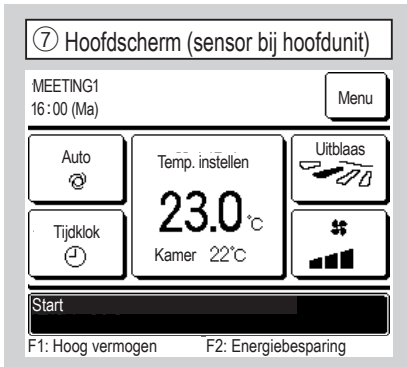 ⑦ Hoofdscherm (sensor bij hoofdunit)
MEETING1
16:00 (Ma)
Menu
Auto
Temp. instellen
Uitblaas
23.0°C
Tijdklok
Kamer 22°C
Start
F1: Hoog vermogen F2: Energiebesparing